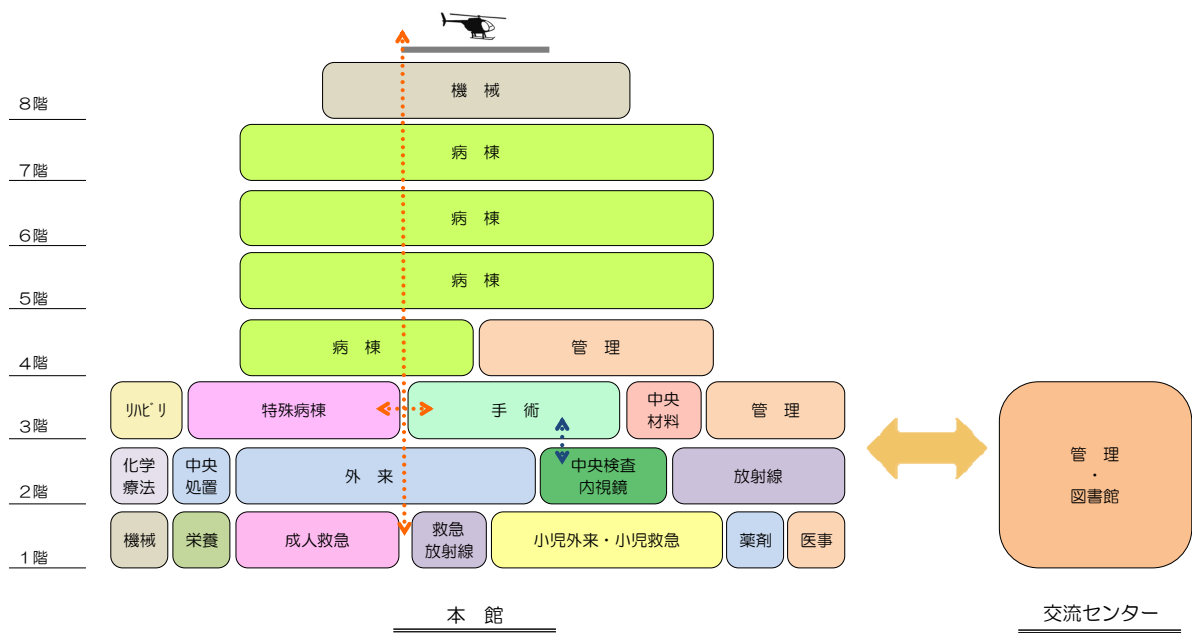 8階
機 械
7階
病 棟
6階
病 棟
5階
病 棟
4階
病 棟
管 理
3階
ﾘﾊﾋﾞﾘ
特殊病棟
手 術
中央
材料
管 理
2階
化学
療法
中央
処置
外 来
中央検査
内視鏡
放射線
1階
機械
栄養
成人救急
救急
放射線
小児外来・小児救急
薬剤
医事
本 館
管 理
・
図書館
交流センター